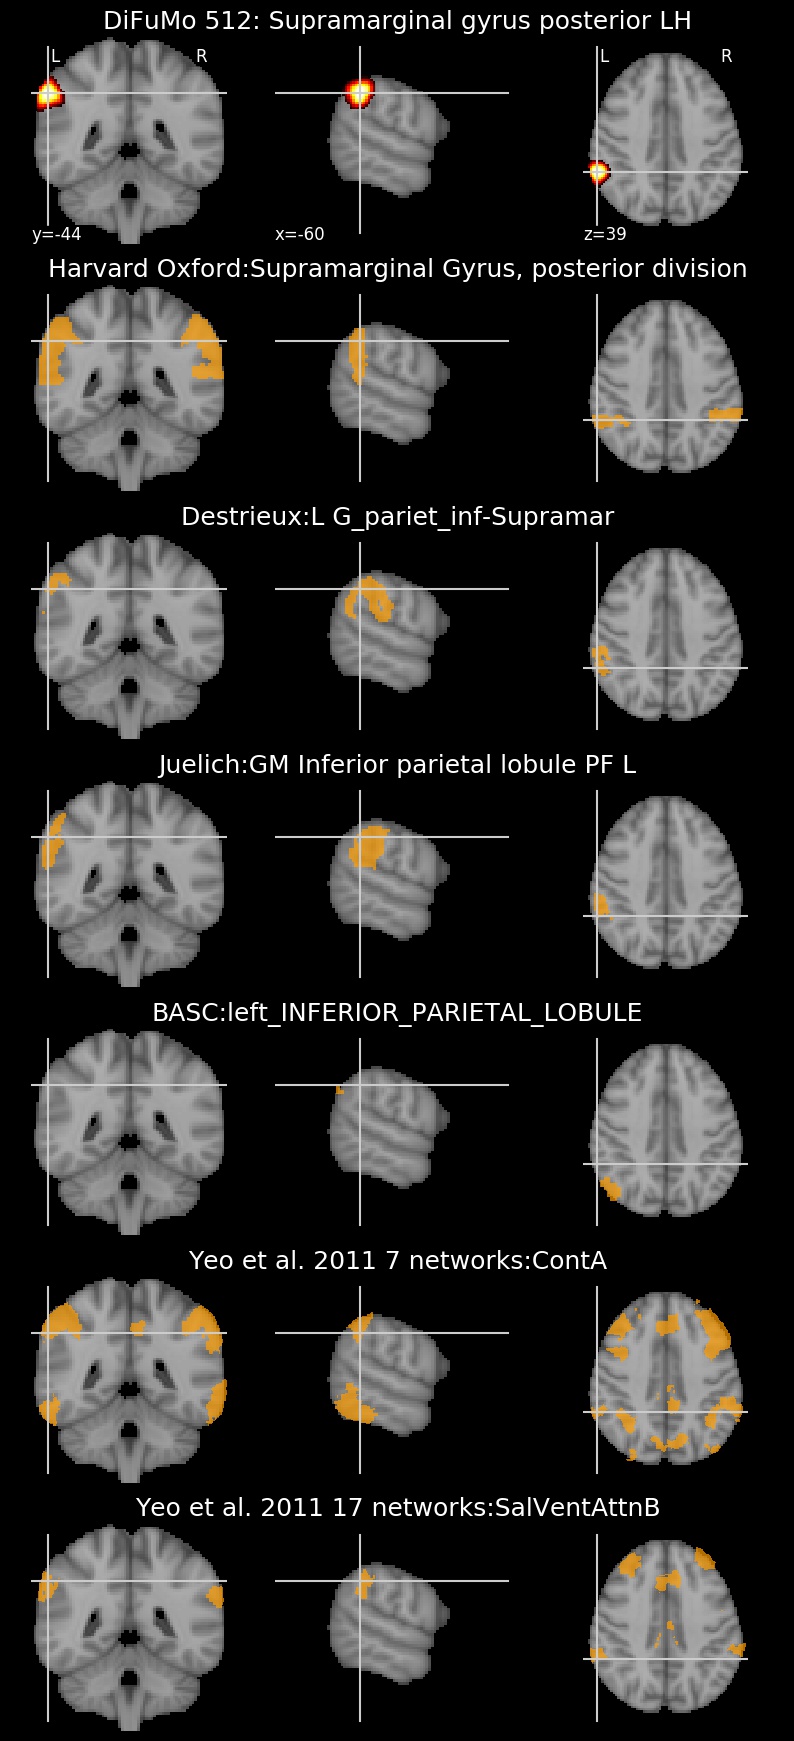 DiFuMo 512: Supramarginal gyrus posterior LH
L R L R
y=-44 x=-60 z=39
Harvard Oxford:Supramarginal Gyrus, posterior division
Destrieux:L G_pariet_inf-Supramar
Juelich:GM Inferior parietal lobule PF L
BASC:left_INFERIOR_PARIETAL_LOBULE
Yeo et al. 2011 7 networks:ContA
Yeo et al. 2011 17 networks:SalVentAttnB